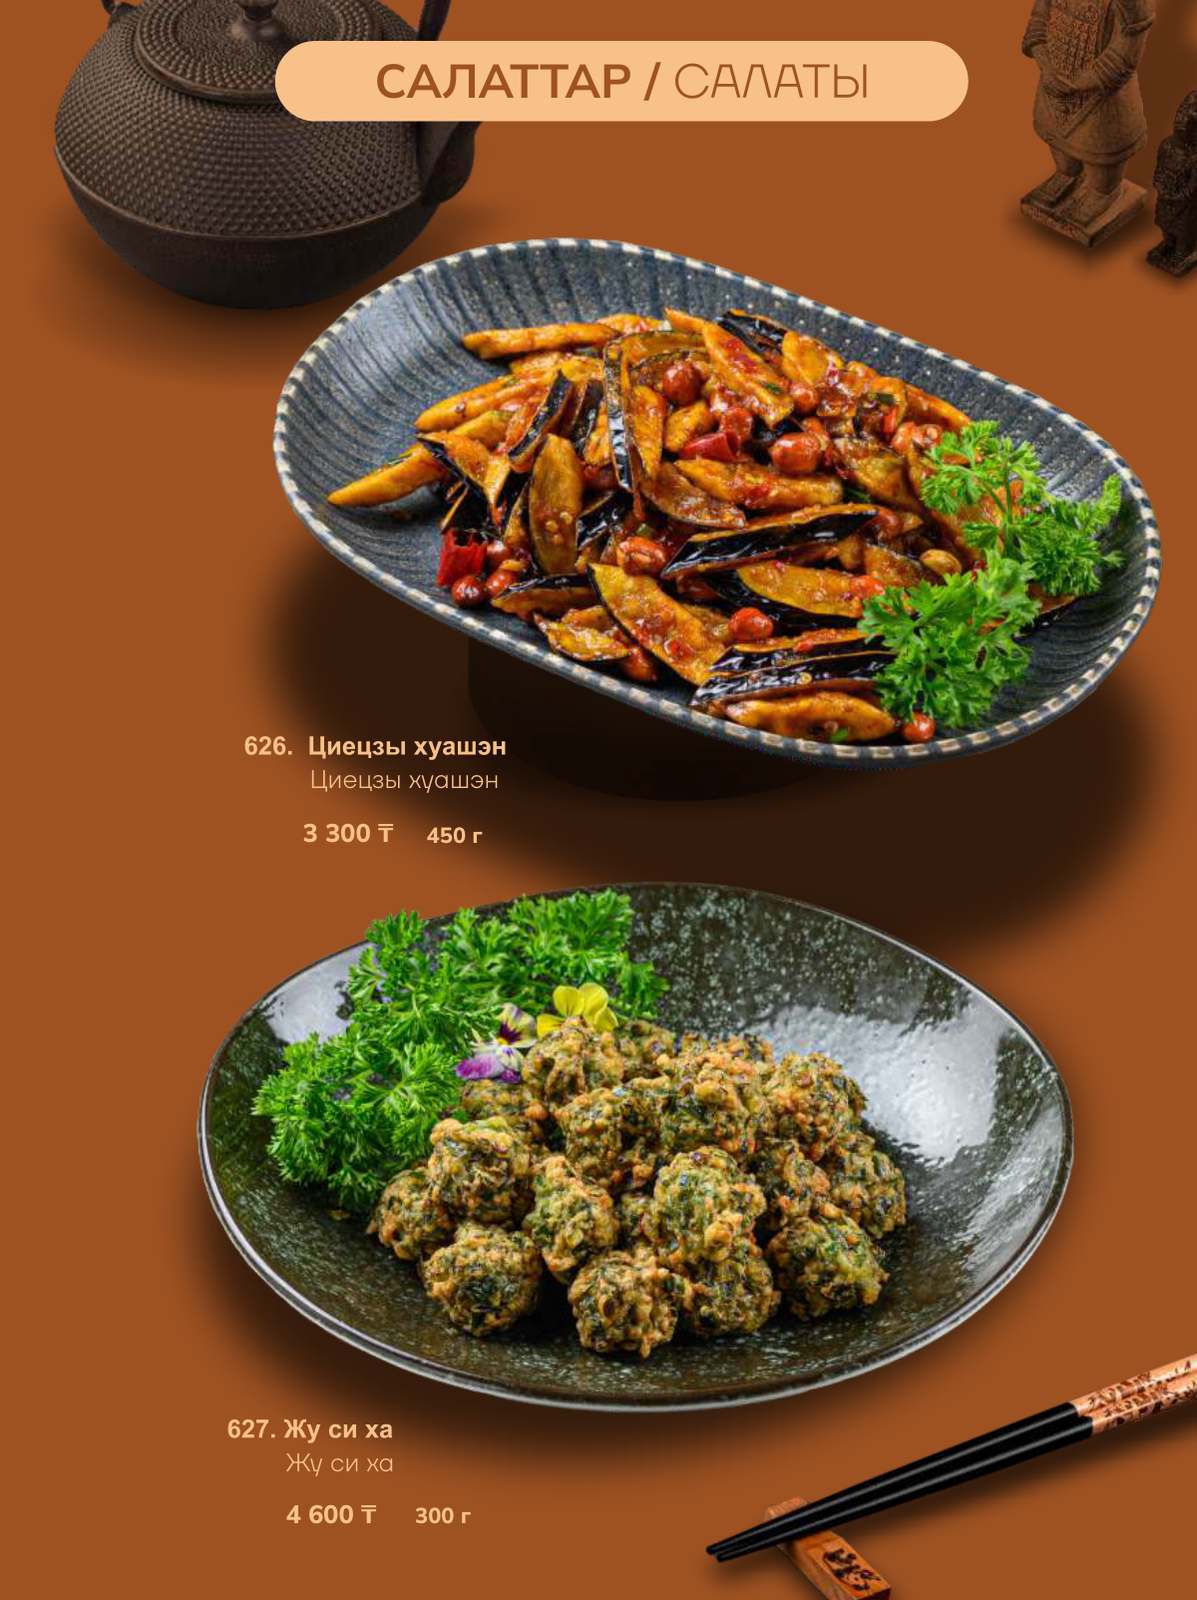 САЛАТТАР / САЛАТЫ
626. Циецзы хуашэн
Циецзы хуашэн
3 300 ₸ 450 г
627. Жу си ха
Жу си ха
4 600 ₸ 300 г